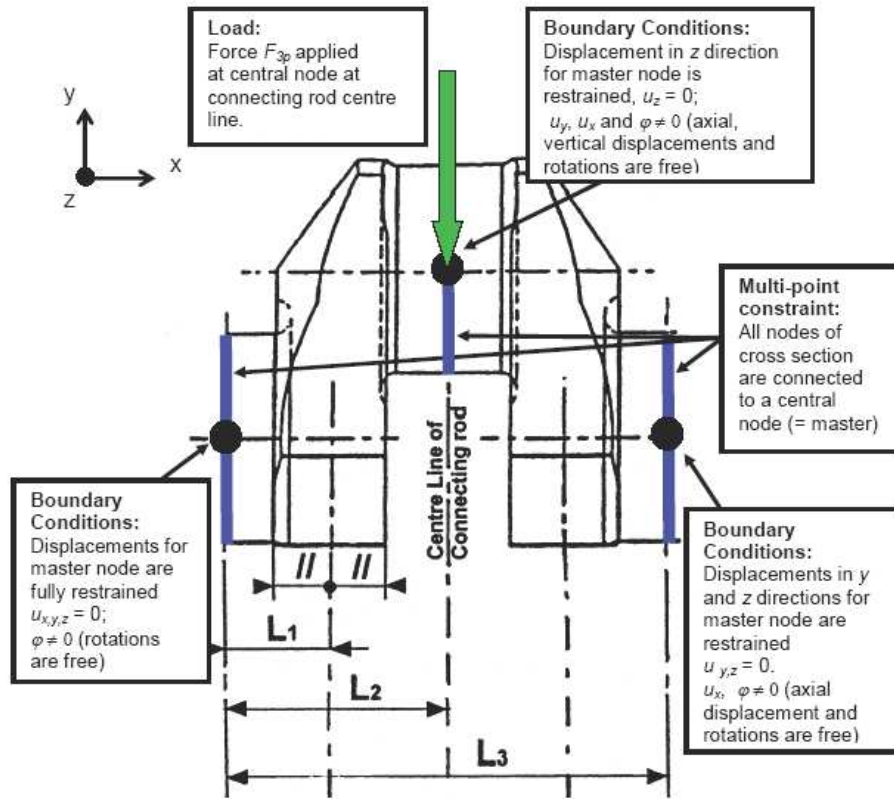 Load:
Force F3p applied
at central node at
connecting rod centre
line.
Boundary Conditions:
Displacement in z direction
for master node is
restrained, uz = 0;
uy, ux and φ≠ 0 (axial,
vertical displacements and
rotations are free)
y
x
z
Multi-point
constraint:
All nodes of
cross section
are connected
to a central
node (= master)
Centre Line of
Connecting rod
Boundary
Conditions:
Displacements for
master node are
fully restrained
ux,y,z = 0;
φ≠ 0 (rotations
are free)
Boundary
Conditions:
Displacements in y
and z directions for
master node are
restrained
u y,z = 0.
ux, φ≠ 0 (axial
displacement and
rotations are free)
// //
L1
L2
L3